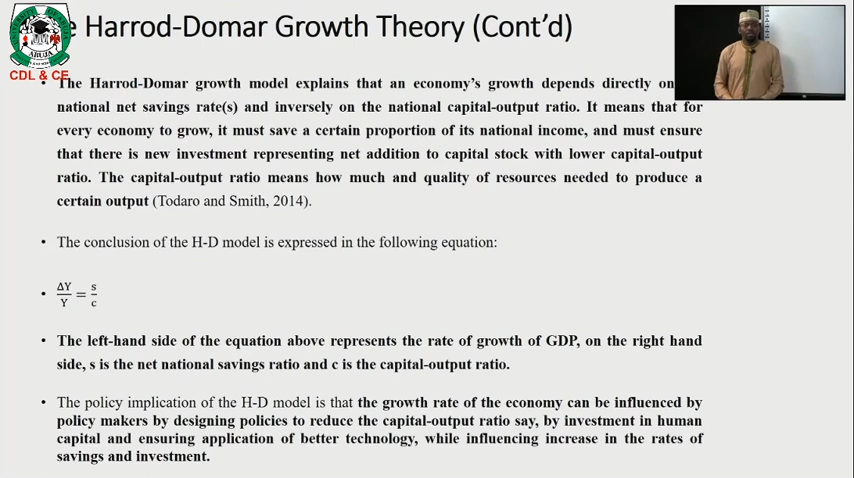 e Harrod-Domar Growth Theory (Cont’d)
UNIVERSITY OF ABUJA
ABUJA
CDL & CE
• The Harrod-Domar growth model explains that an economy’s growth depends directly on
national net savings rate(s) and inversely on the national capital-output ratio. It means that for
every economy to grow, it must save a certain proportion of its national income, and must ensure
that there is new investment representing net addition to capital stock with lower capital-output
ratio. The capital-output ratio means how much and quality of resources needed to produce a
certain output (Todaro and Smith, 2014).
• The conclusion of the H-D model is expressed in the following equation:
• ΔY/Y = s/c
• The left-hand side of the equation above represents the rate of growth of GDP, on the right hand
side, s is the net national savings ratio and c is the capital-output ratio.
• The policy implication of the H-D model is that the growth rate of the economy can be influenced by
policy makers by designing policies to reduce the capital-output ratio say, by investment in human
capital and ensuring application of better technology, while influencing increase in the rates of
savings and investment.